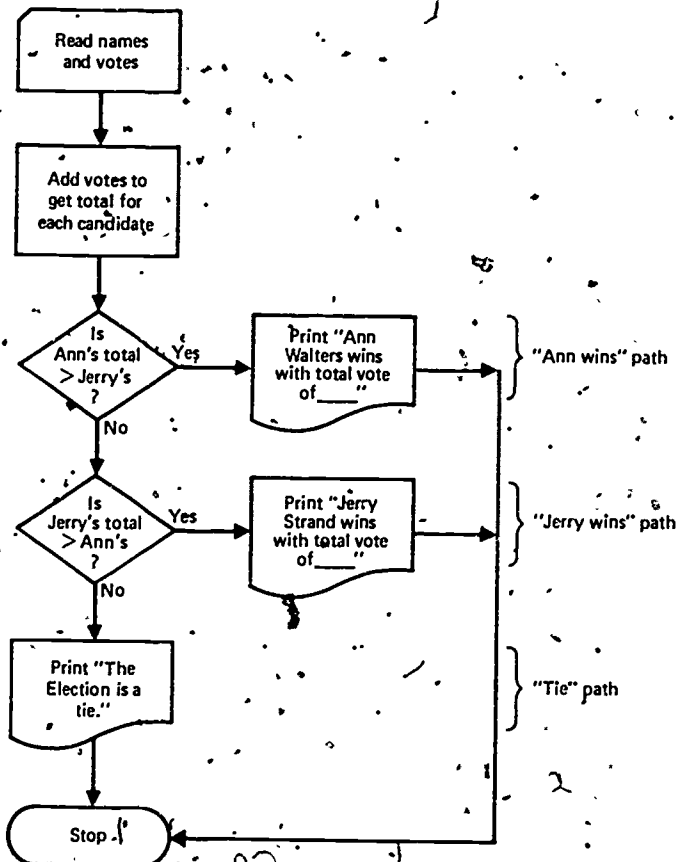 Read names
and votes
Add votes to
get total for
each candidate
Is
Ann's total
> Jerry's
?
Yes
Print "Ann
Walters wins
with total vote
of____"
"Ann wins" path
No
Is
Jerry's total
> Ann's
?
Yes
Print "Jerry
Strand wins
with total vote
of____"
"Jerry wins" path
No
Print "The
Election is a
tie."
"Tie" path
Stop